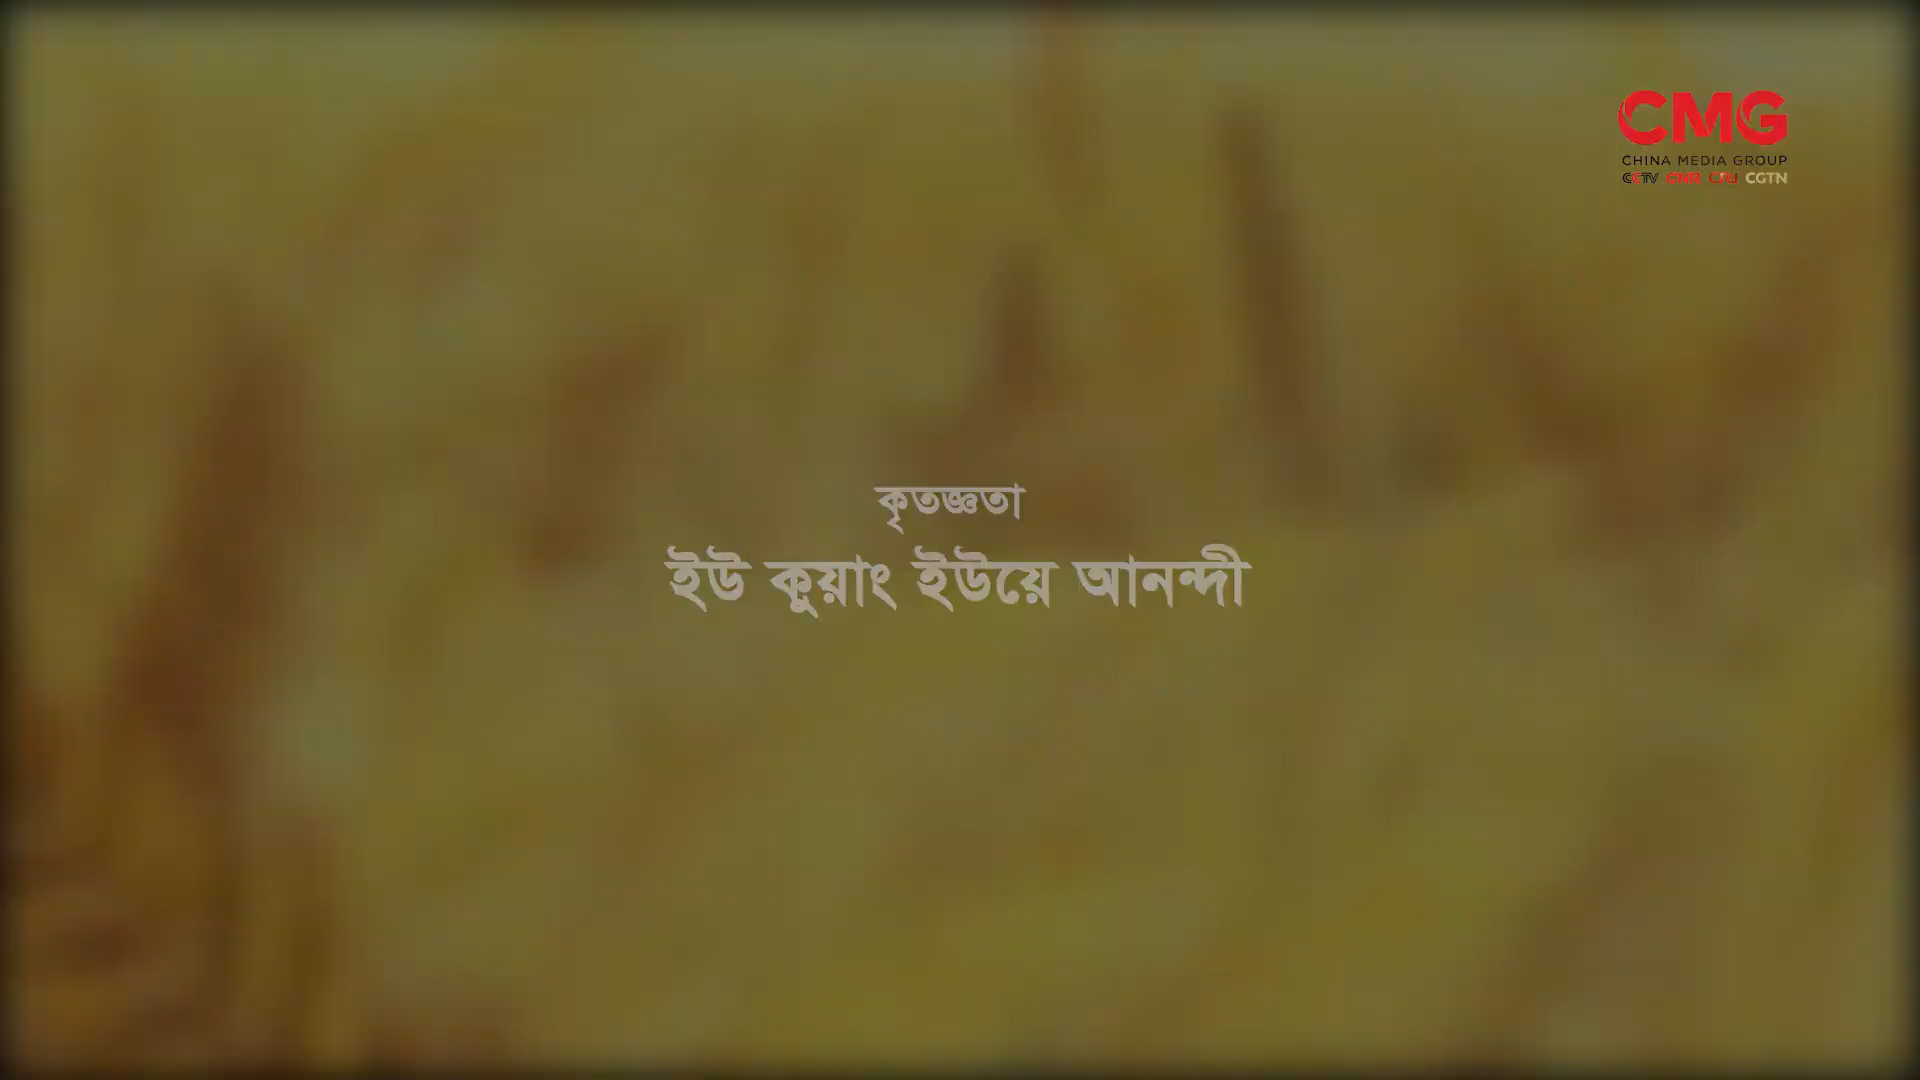 CMG
CHINA MEDIA GROUP
CCTV CNR CRI CGTN
কৃতজ্ঞতা
ইউ কুয়াং ইউয়ে আনন্দী